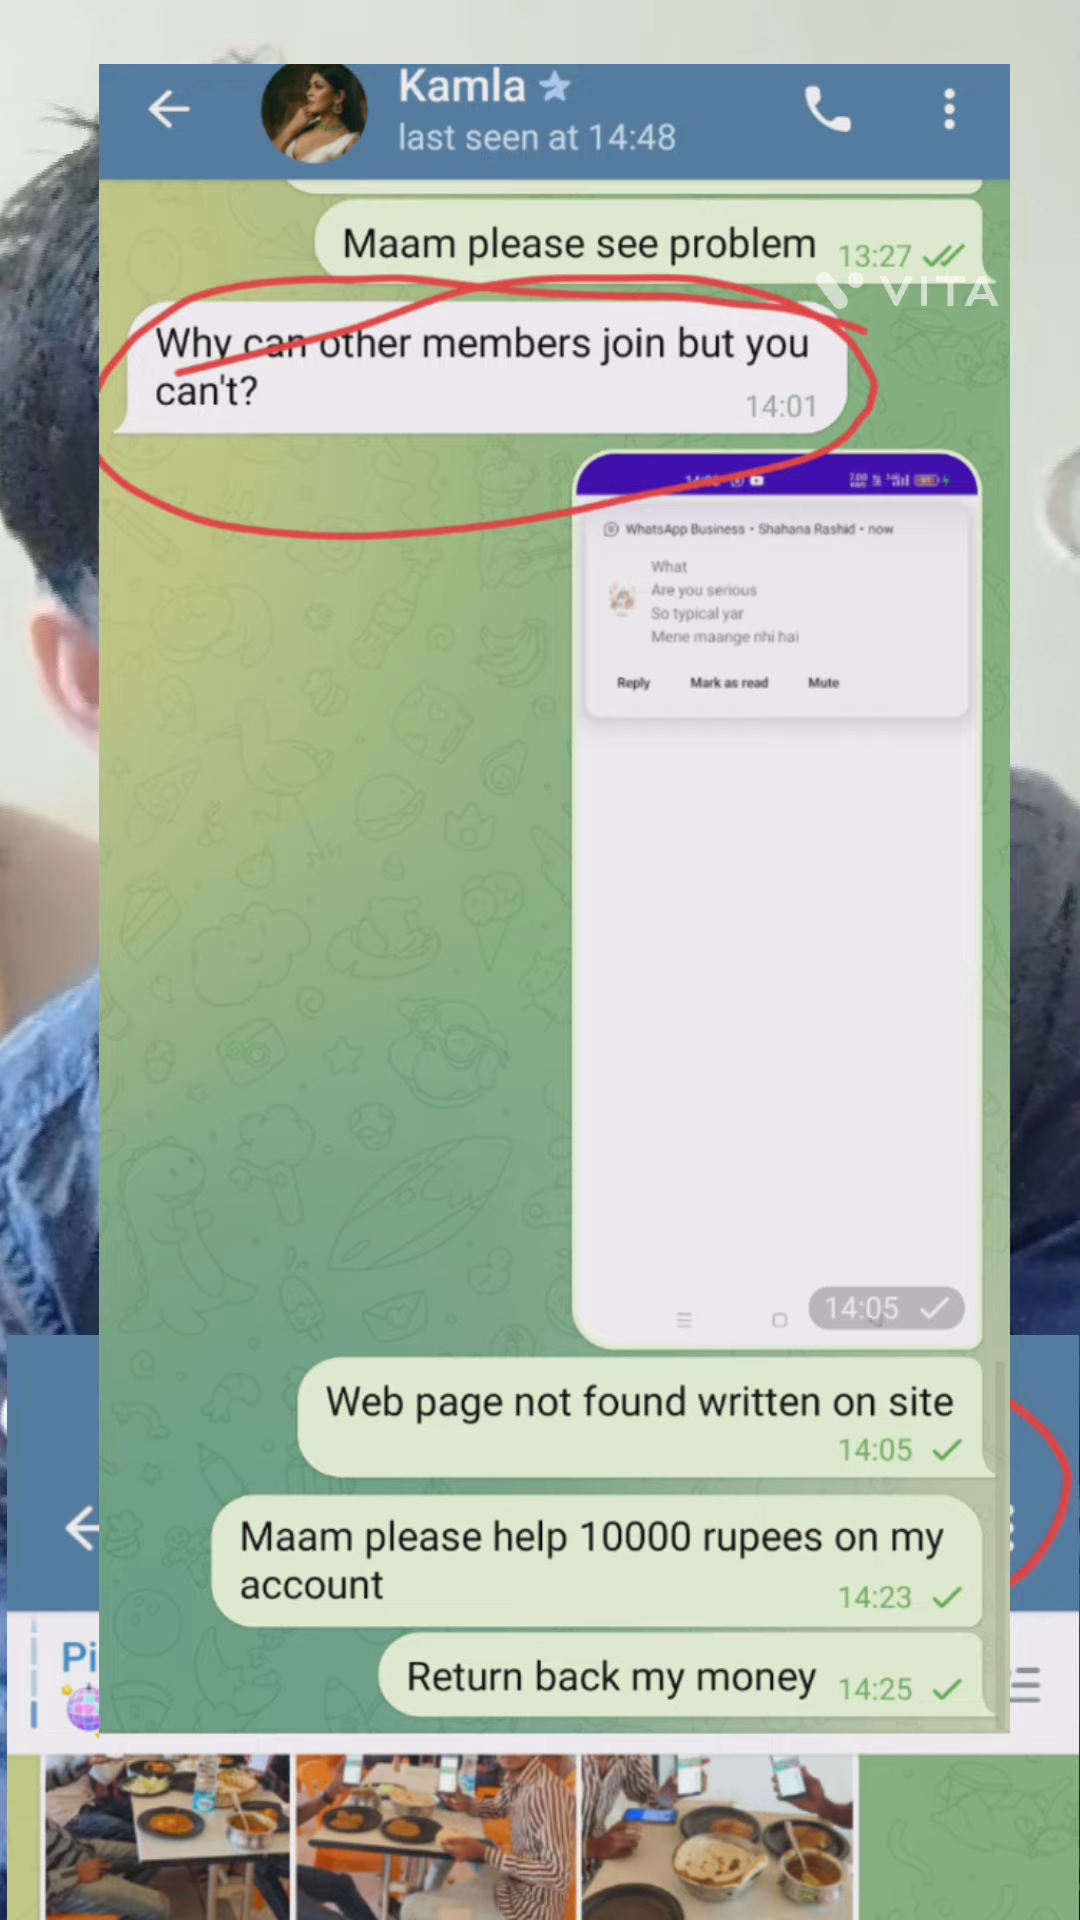 Kamla
last seen at 14:48
Maam please see problem 13:27
VITA
Why can other members join but you
can't?
14:01
WhatsApp Business • Shahana Rashid • now
What
Are you serious
So typical yar
Mene maange nhi hai
Reply Mark as read Mute
14:05
Web page not found written on site
14:05
Maam please help 10000 rupees on my
account
14:23
Return back my money 14:25
Pi